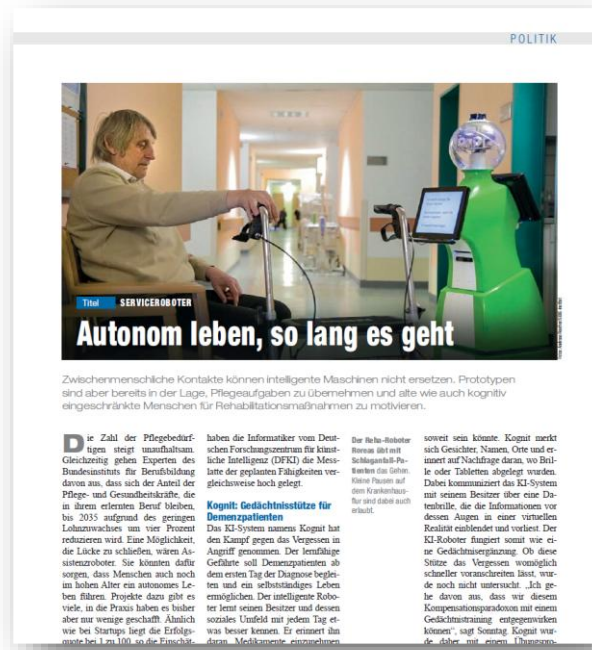 POLITIK
Titel SERVICEROBOTER
Autonom leben, so lang es geht
Zwischenmenschliche Kontakte können intelligente Maschinen nicht ersetzen. Prototypen
sind aber bereits in der Lage, Pflegeaufgaben zu übernehmen und alte wie auch kognitiv
eingeschränkte Menschen für Rehabilitationsmaßnahmen zu motivieren.
Die Zahl der Pflegebedürf-
tigen steigt unaufhaltsam.
Gleichzeitig gehen Experten des
Bundesinstituts für Berufsbildung
davon aus, dass sich der Anteil der
Pflege- und Gesundheitskräfte, die
in ihrem erlernten Beruf bleiben,
bis 2035 aufgrund des geringen
Lohnzuwachses um vier Prozent
reduzieren wird. Eine Möglichkeit,
die Lücke zu schließen, wären As-
sistenzroboter. Sie könnten dafür
sorgen, dass Menschen auch noch
im hohen Alter ein autonomes Le-
ben führen. Projekte dazu gibt es
viele, in die Praxis haben es bisher
aber nur wenige geschafft. Ähnlich
wie bei Startups liegt die Erfolgs-
quote bei 1 zu 100, so die Einschät-
haben die Informatiker vom Deut-
schen Forschungszentrum für künst-
liche Intelligenz (DFKI) die Mess-
latte der geplanten Fähigkeiten ver-
gleichsweise hoch gelegt.
Kognit: Gedächtnisstütze für
Demenzpatienten
Das KI-System namens Kognit hat
den Kampf gegen das Vergessen in
Angriff genommen. Der lernfähige
Gefährte soll Demenzpatienten ab
dem ersten Tag der Diagnose beglei-
ten und ein selbstständiges Leben
ermöglichen. Der intelligente Robo-
ter lernt seinen Besitzer und dessen
soziales Umfeld mit jedem Tag et-
was besser kennen. Er erinnert ihn
daran, Medikamente einzunehmen
Der Reha-Roboter
Roreas übt mit
Schlaganfall-Pa-
tienten das Gehen.
Kleine Pausen auf
dem Krankenhaus-
flur sind dabei auch
erlaubt.
soweit sein könnte. Kognit merkt
sich Gesichter, Namen, Orte und er-
innert auf Nachfrage daran, wo Bril-
le oder Tabletten abgelegt wurden.
Dabei kommuniziert das KI-System
mit seinem Besitzer über eine Da-
tenbrille, die die Informationen vor
dessen Augen in einer virtuellen
Realität einblendet und vorliest. Der
KI-Roboter fungiert somit wie ei-
ne Gedächtnisergänzung. Ob diese
Stütze das Vergessen womöglich
schneller voranschreiten lässt, wur-
de noch nicht untersucht. „Ich ge-
he davon aus, dass wir diesem
Kompensationsparadoxon mit einem
Gedächtnistraining entgegenwirken
können“, sagt Sonntag. Kognit wur-
de daher mit einem Übungspro-